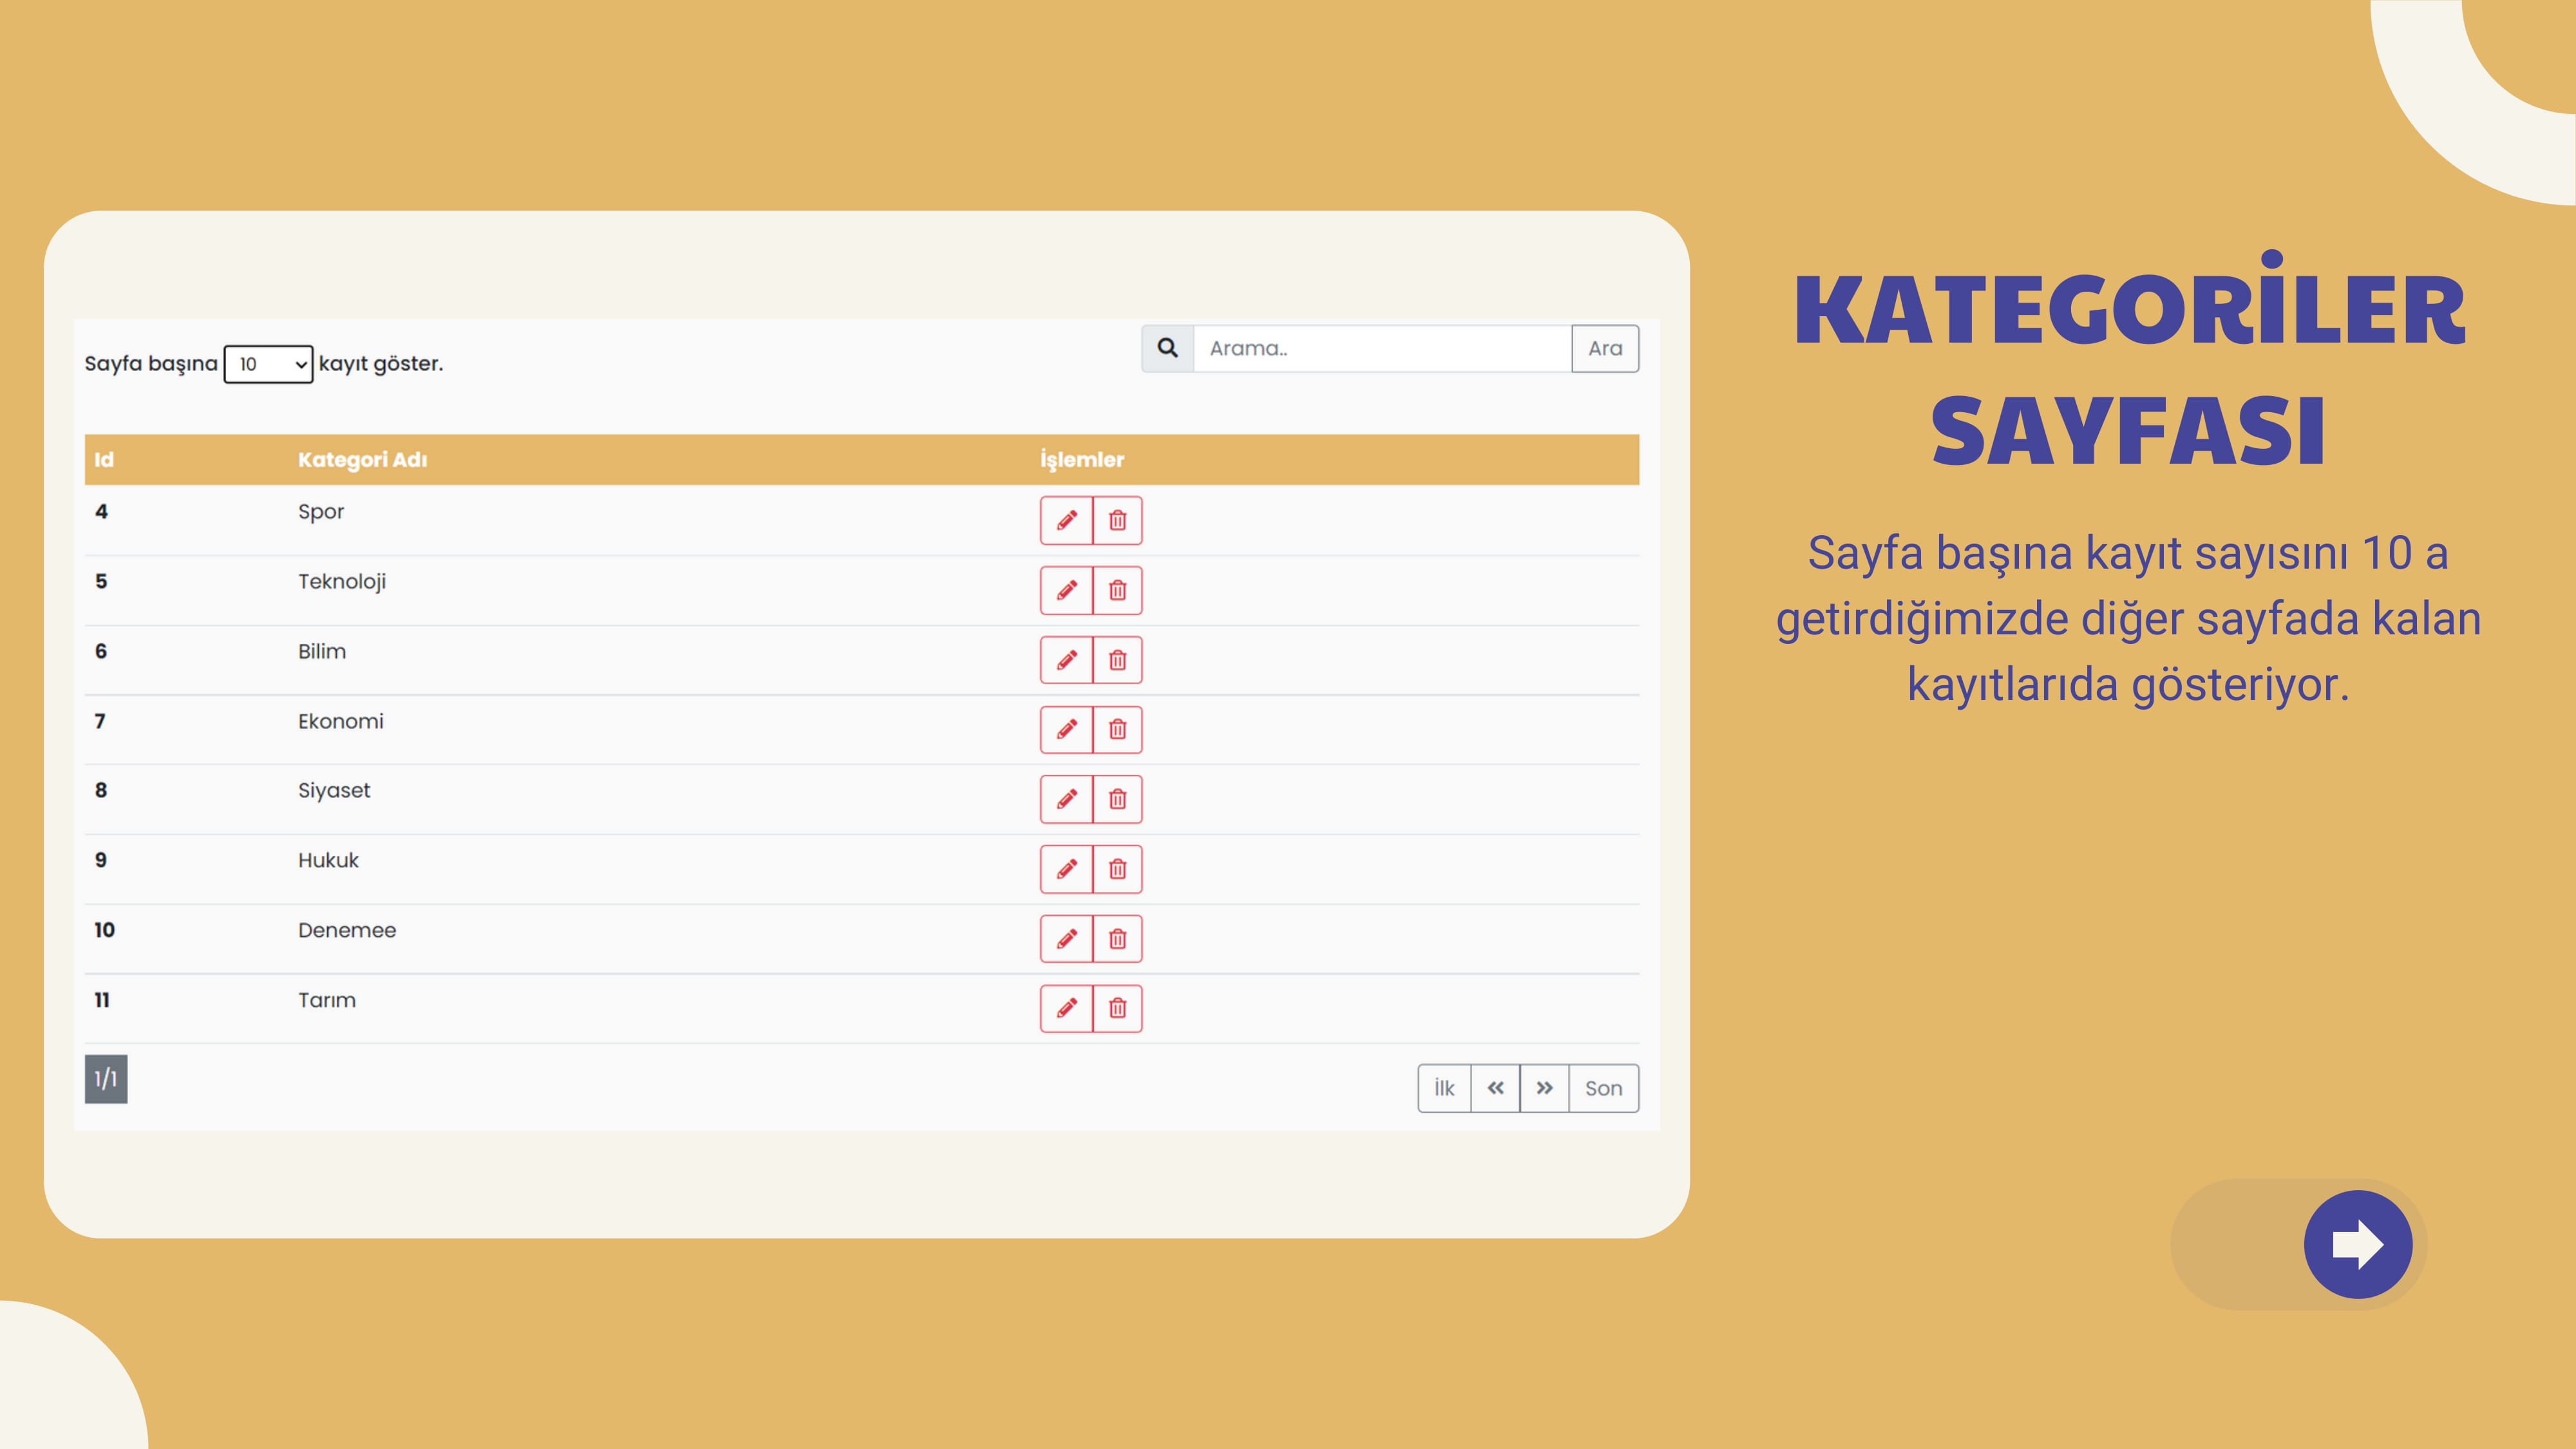 Sayfa başına 10 kayıt göster.
Arama.. Ara
Id Kategori Adı İşlemler
4 Spor
5 Teknoloji
6 Bilim
7 Ekonomi
8 Siyaset
9 Hukuk
10 Denemee
11 Tarım
1/1
İlk « » Son
KATEGORİLER
SAYFASI
Sayfa başına kayıt sayısını 10 a
getirdiğimizde diğer sayfada kalan
kayıtlarıda gösteriyor.